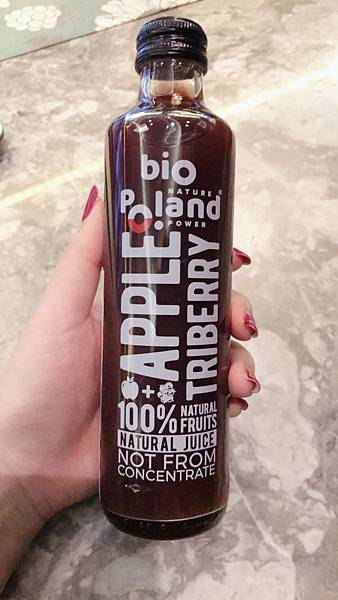 bio
NATURE
Poland®
POWER
APPLE
TRIBERRY
+
100% NATURAL FRUITS
NATURAL JUICE
NOT FROM
CONCENTRATE